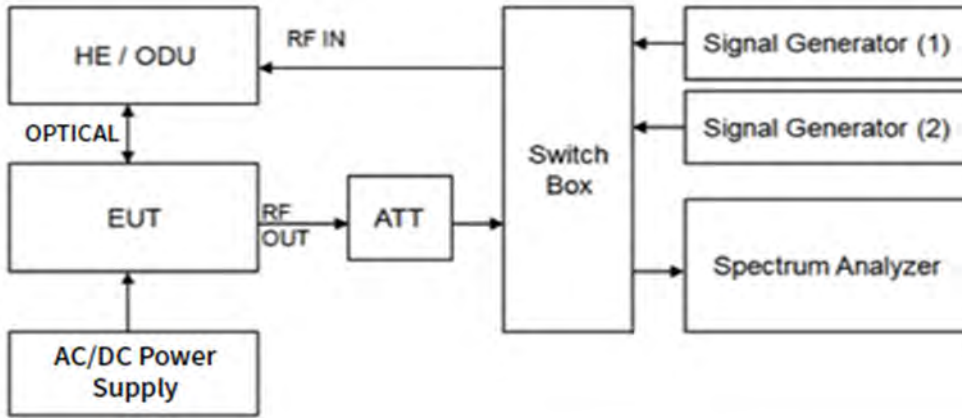 HE / ODU
RF IN
Signal Generator (1)
OPTICAL
Signal Generator (2)
Switch
Box
EUT
RF
OUT
ATT
Spectrum Analyzer
AC/DC Power
Supply